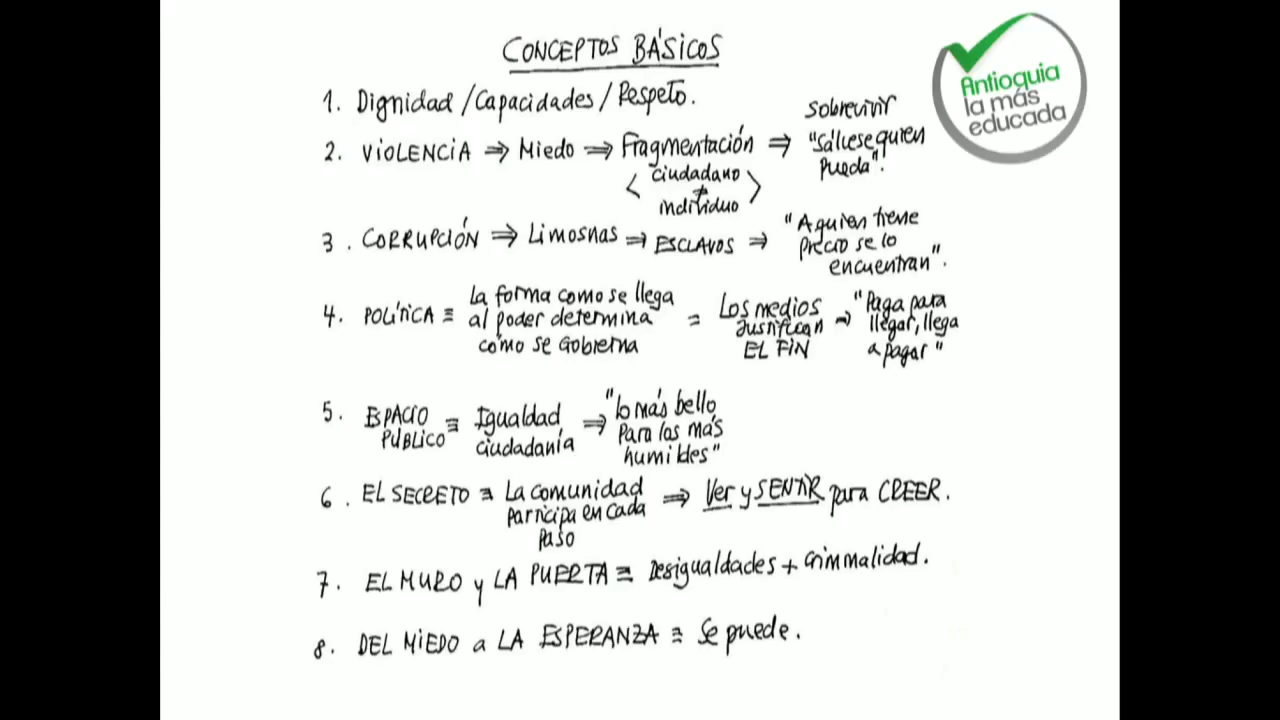 CONCEPTOS BÁSICOS
Antioquia
la más
educada
1. Dignidad / Capacidades / Respeto.
2. VIOLENCIA ⇒ Miedo ⇒ Fragmentación ⇒
< ciudadano
≠
individuo >
sobrevivir
"Sálvese quien
pueda".
3. CORRUPCIÓN ⇒ Limosnas ⇒ ESCLAVOS ⇒
"A quien tiene
precio se lo
encuentran".
4. POLÍTICA ≡
la forma como se llega
al poder determina
cómo se Gobierna
=
Los medios
Justifican
EL FIN
→
"Paga para
llegar, llega
a pagar"
5. ESPACIO
PÚBLICO
≡
Igualdad
ciudadanía
⇒
"lo más bello
Para los más
humildes"
6. EL SECRETO ≡ La comunidad
participa en cada
paso
⇒ Ver y SENTIR para CREER.
7. EL MURO y LA PUERTA ≡ Desigualdades + Criminalidad.
8. DEL MIEDO a LA ESPERANZA ≡ Se puede.